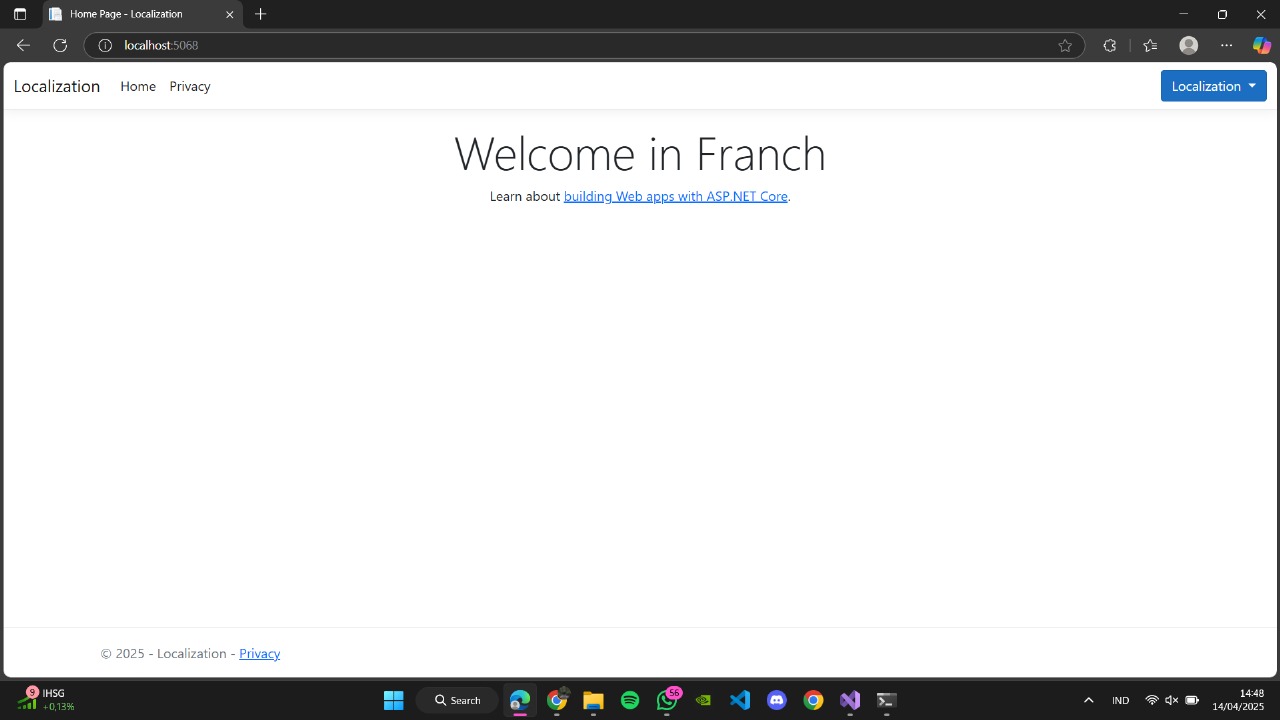 Home Page - Localization
localhost:5068
Localization Home Privacy Localization
Welcome in Franch
Learn about building Web apps with ASP.NET Core.
© 2025 - Localization - Privacy
9 IHSG
+0,13%
Search
56
IND
14:48
14/04/2025